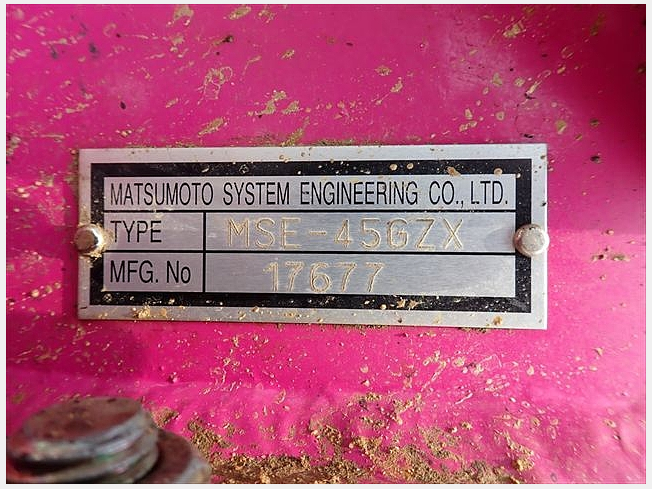 MATSUMOTO SYSTEM ENGINEERING CO., LTD.
TYPE MSE-45GZX
MFG. No 17677